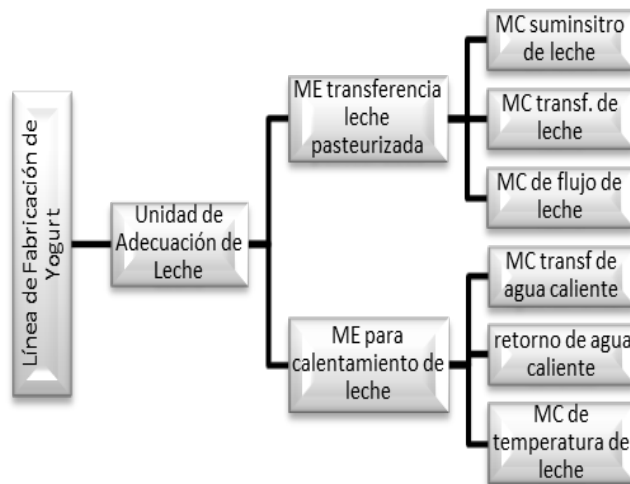 Línea de Fabricación de
Yogurt
Unidad de
Adecuación de
Leche
ME transferencia
leche
pasteurizada
MC suminsitro
de leche
MC transf. de
leche
MC de flujo de
leche
ME para
calentamiento de
leche
MC transf de
agua caliente
retorno de agua
caliente
MC de
temperatura de
leche